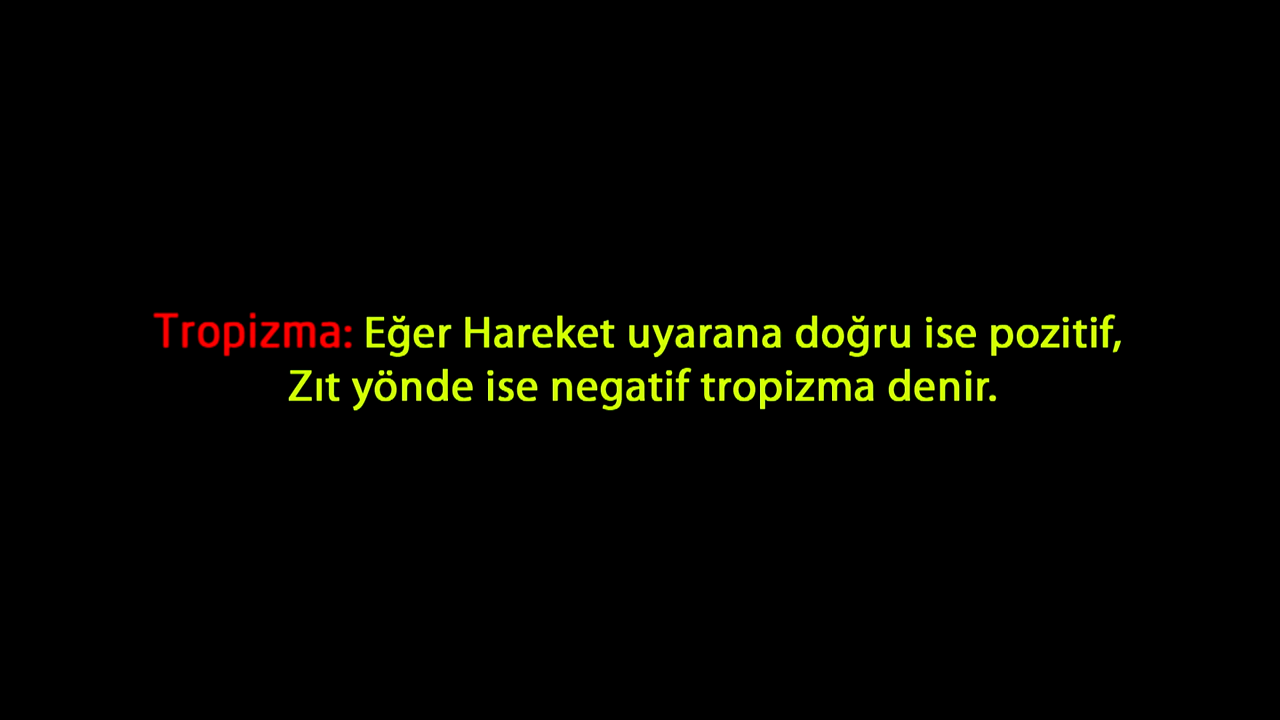 Tropizma: Eğer Hareket uyarana doğru ise pozitif,
Zıt yönde ise negatif tropizma denir.